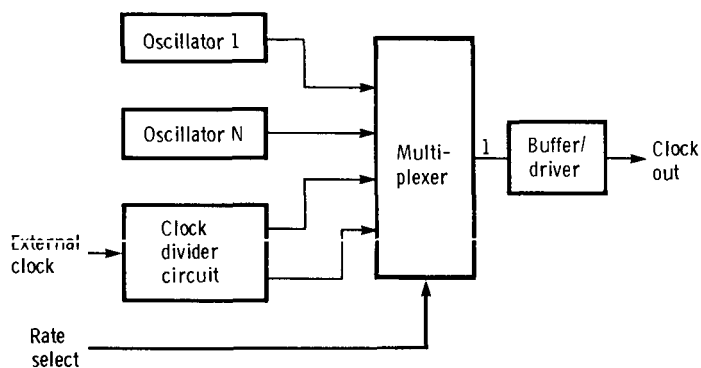 Oscillator 1
Oscillator N
Multi-
plexer
1
Buffer/
driver
Clock
out
External
clock
Clock
divider
circuit
Rate
select